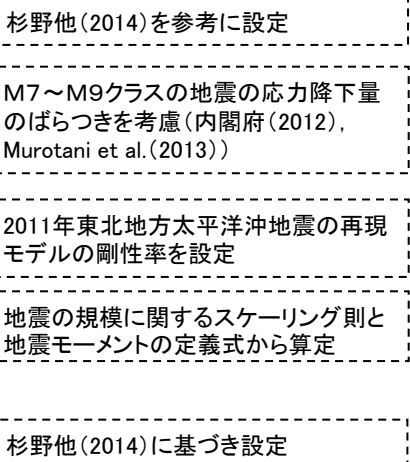 杉野他（2014）を参考に設定
M7～M9クラスの地震の応力降下量
のばらつきを考慮（内閣府（2012），
Murotani et al.（2013））
2011年東北地方太平洋沖地震の再現
モデルの剛性率を設定
地震の規模に関するスケーリング則と
地震モーメントの定義式から算定
杉野他（2014）に基づき設定